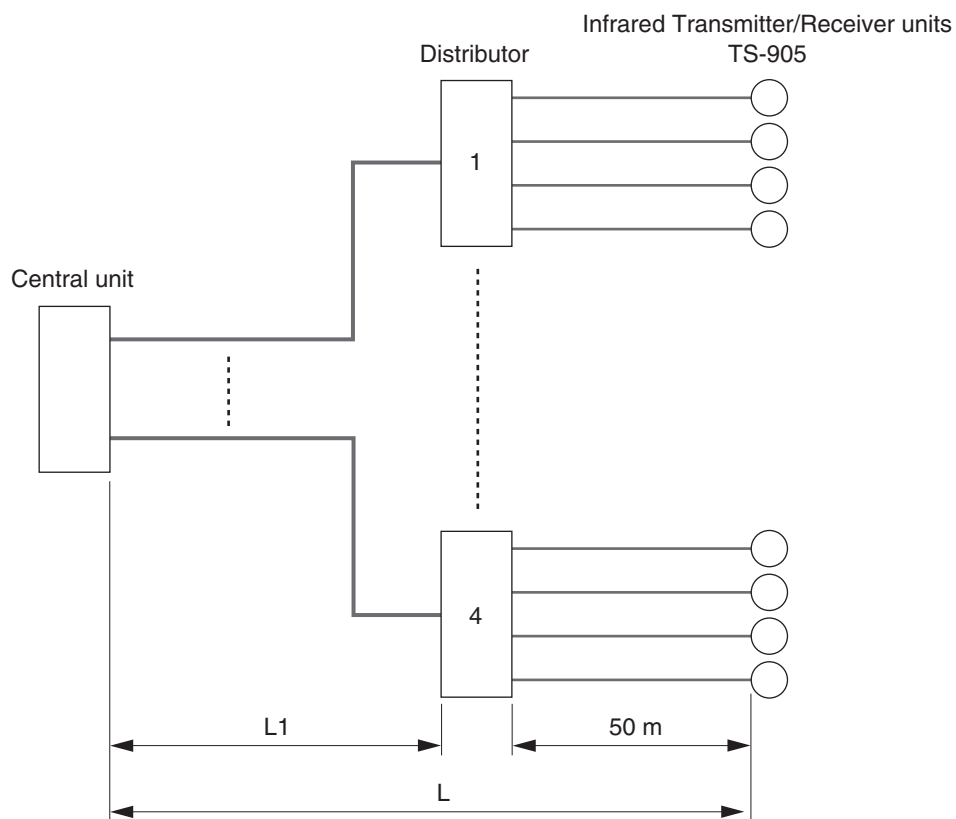 Infrared Transmitter/Receiver units
TS-905
Distributor
1
Central unit
4
L1
50 m
L